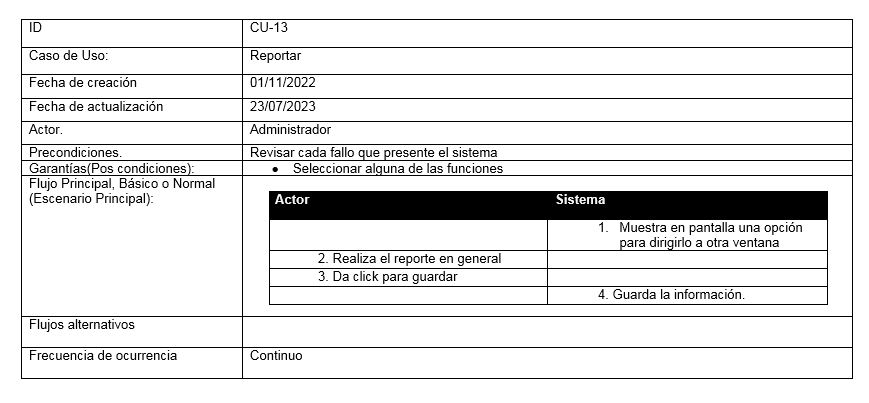 ID CU-13
Caso de Uso: Reportar
Fecha de creación 01/11/2022
Fecha de actualización 23/07/2023
Actor. Administrador
Precondiciones. Revisar cada fallo que presente el sistema
Garantías(Pos condiciones): • Seleccionar alguna de las funciones
Flujo Principal, Básico o Normal
(Escenario Principal):
Actor Sistema
1. Muestra en pantalla una opción
para dirigirlo a otra ventana
2. Realiza el reporte en general
3. Da click para guardar
4. Guarda la información.
Flujos alternativos
Frecuencia de ocurrencia Continuo